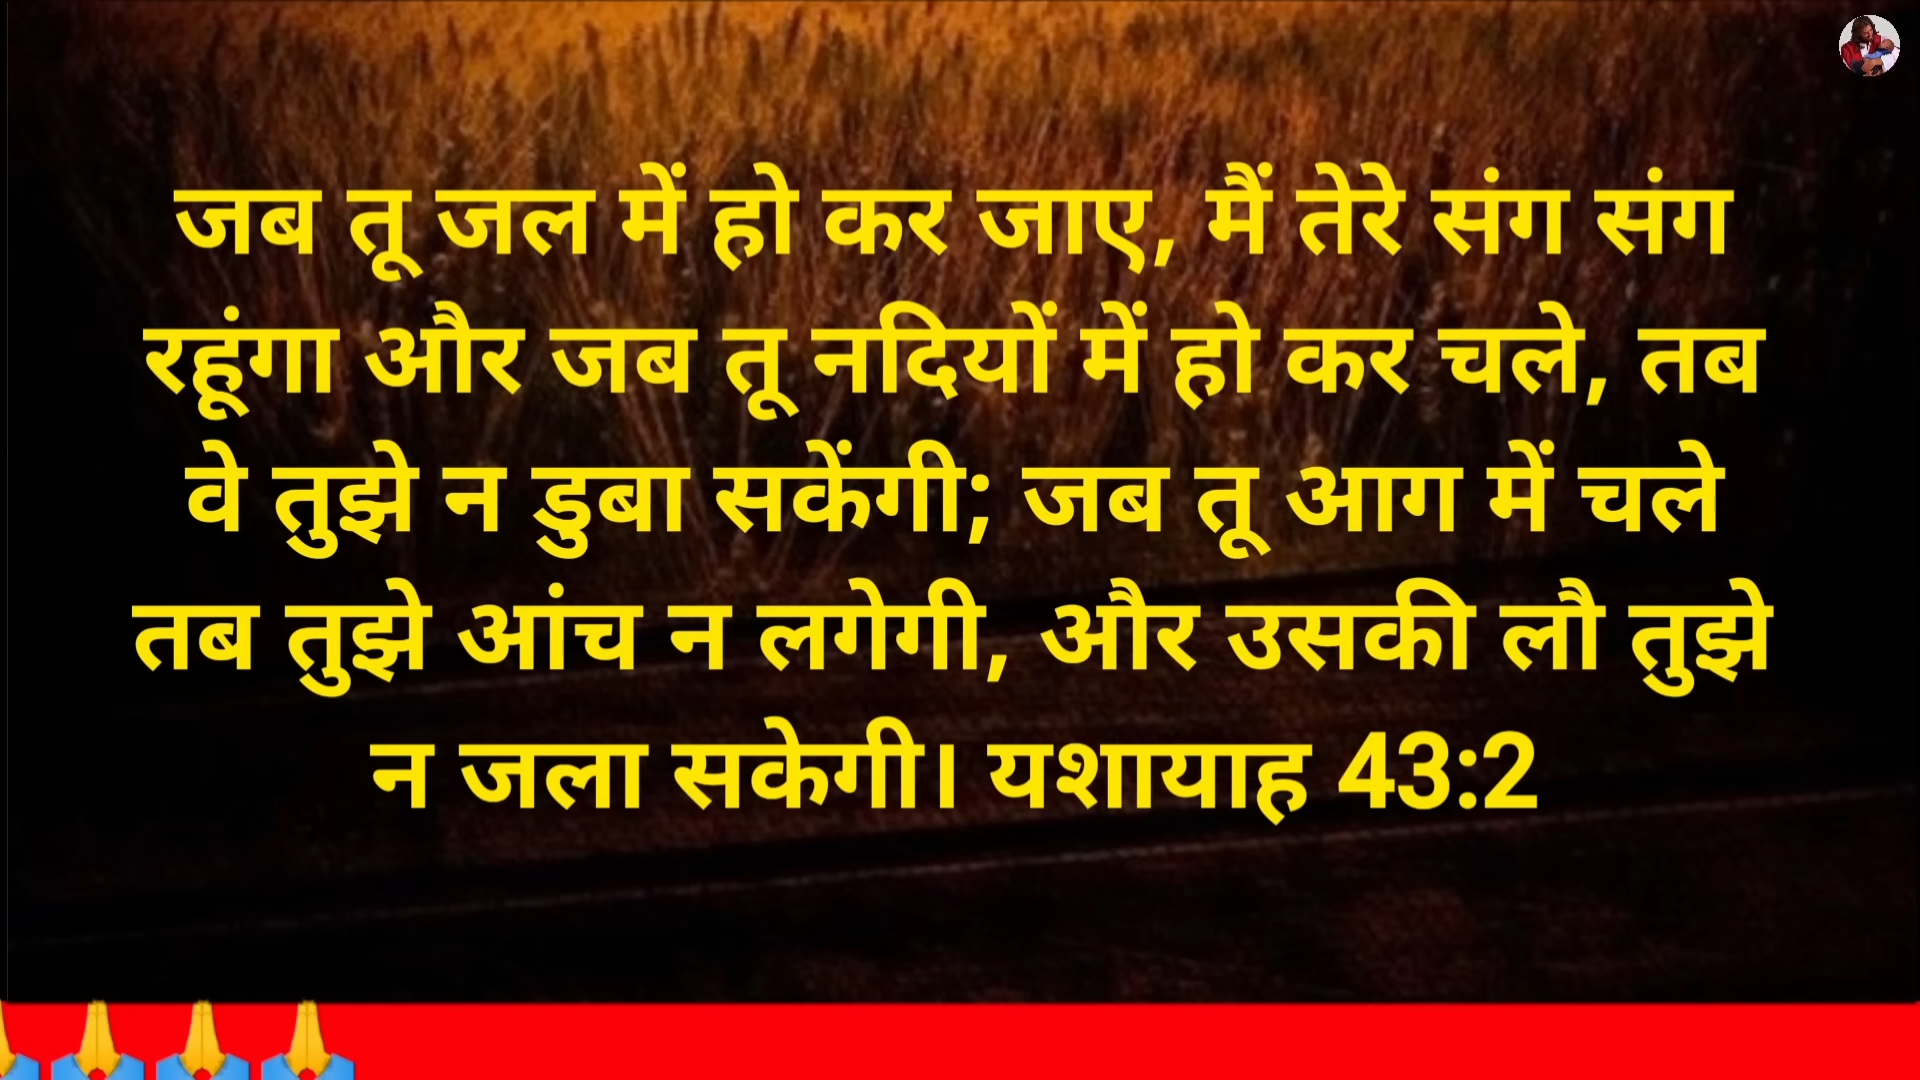 जब तू जल में हो कर जाए, मैं तेरे संग संग
रहूंगा और जब तू नदियों में हो कर चले, तब
वे तुझे न डुबा सकेंगी; जब तू आग में चले
तब तुझे आंच न लगेगी, और उसकी लौ तुझे
न जला सकेगी। यशायाह 43:2